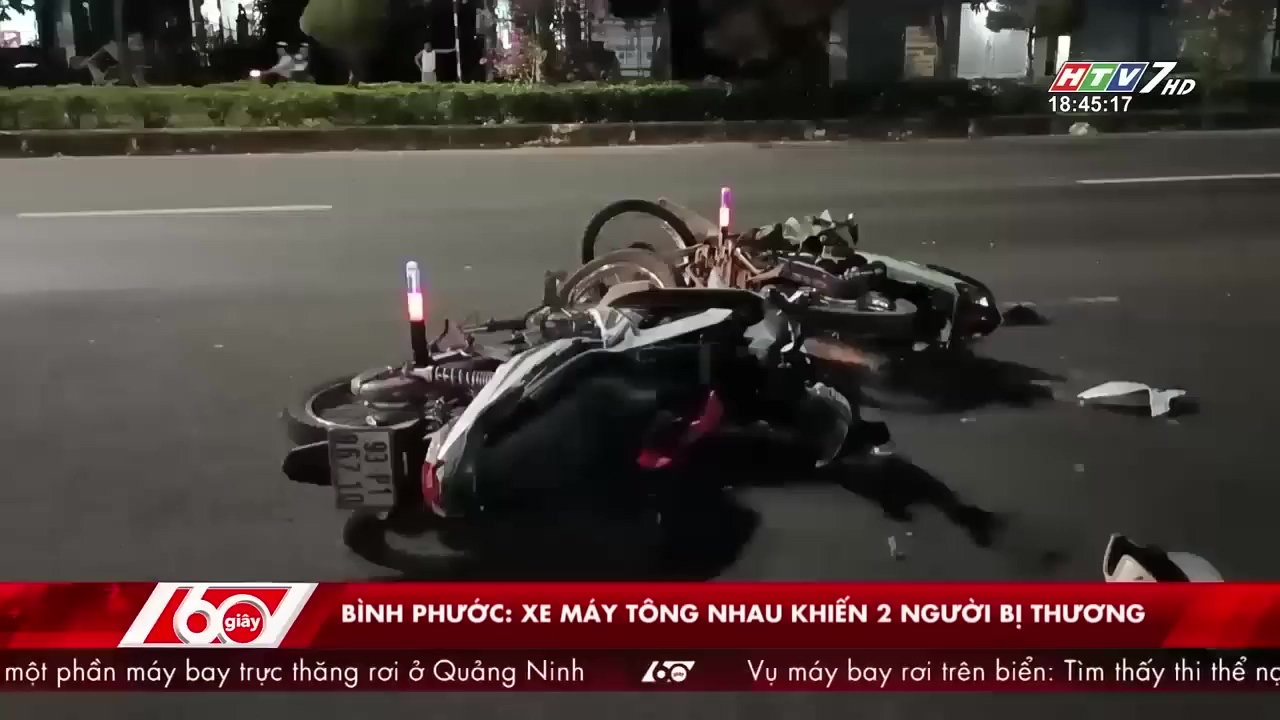 HTV7 HD
18:45:17
93 P1
967.10
60 giây
BÌNH PHƯỚC: XE MÁY TÔNG NHAU KHIẾN 2 NGƯỜI BỊ THƯƠNG
một phần máy bay trực thăng rơi ở Quảng Ninh 60 Vụ máy bay rơi trên biển: Tìm thấy thi thể